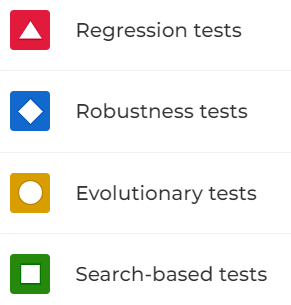 Regression tests
Robustness tests
Evolutionary tests
Search-based tests